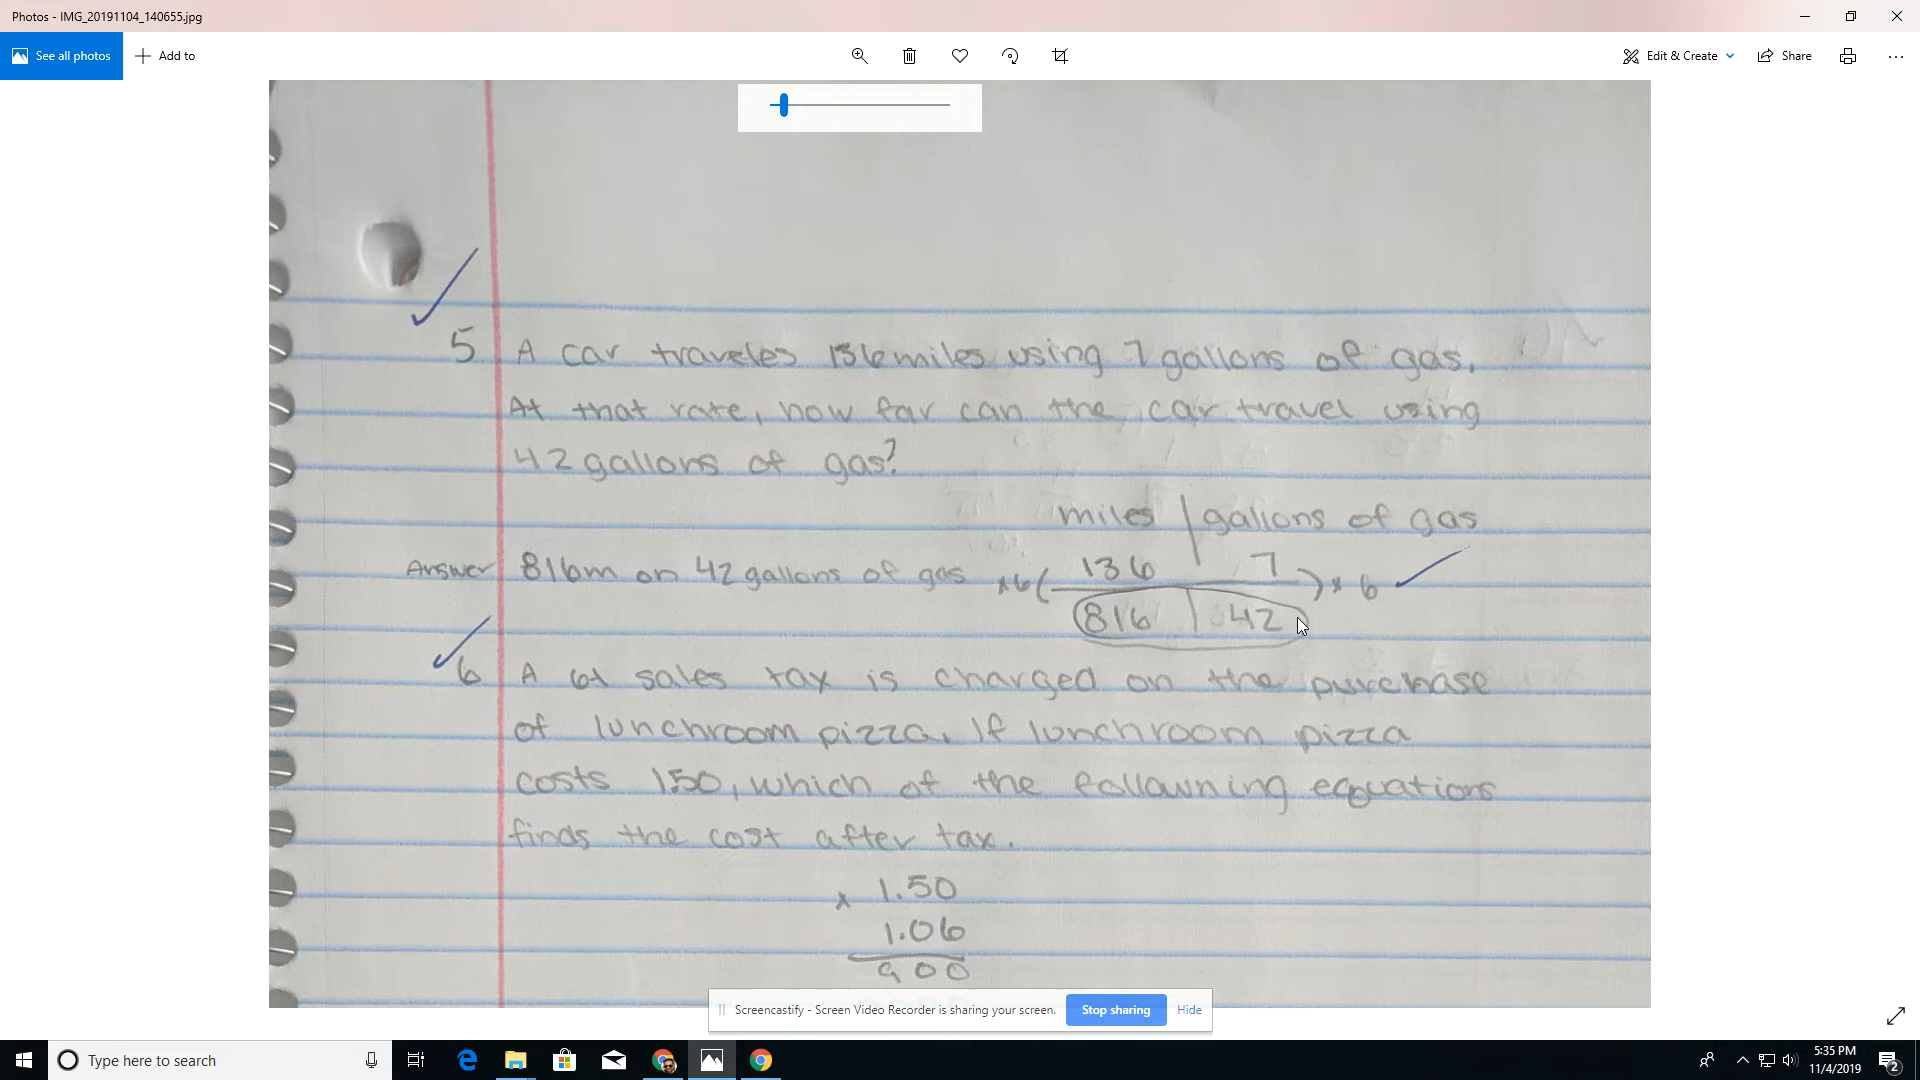 Photos - IMG_20191104_140655.jpg
See all photos
Add to
Edit & Create
Share
5 A car traveles 136 miles using 7 gallons of gas.
At that rate, how far can the car travel using
42 gallons of gas?
miles | gallons of gas
Answer 816m on 42 gallons of gas ×6( 136 7 )× 6
816 | 42
6 A 6% sales tax is charged on the purchase
of lunchroom pizza. If lunchroom pizza
costs 1.50, which of the following equations
finds the cost after tax.
× 1.50
1.06
900
Screencastify - Screen Video Recorder is sharing your screen.
Stop sharing
Hide
Type here to search
5:35 PM
11/4/2019
2